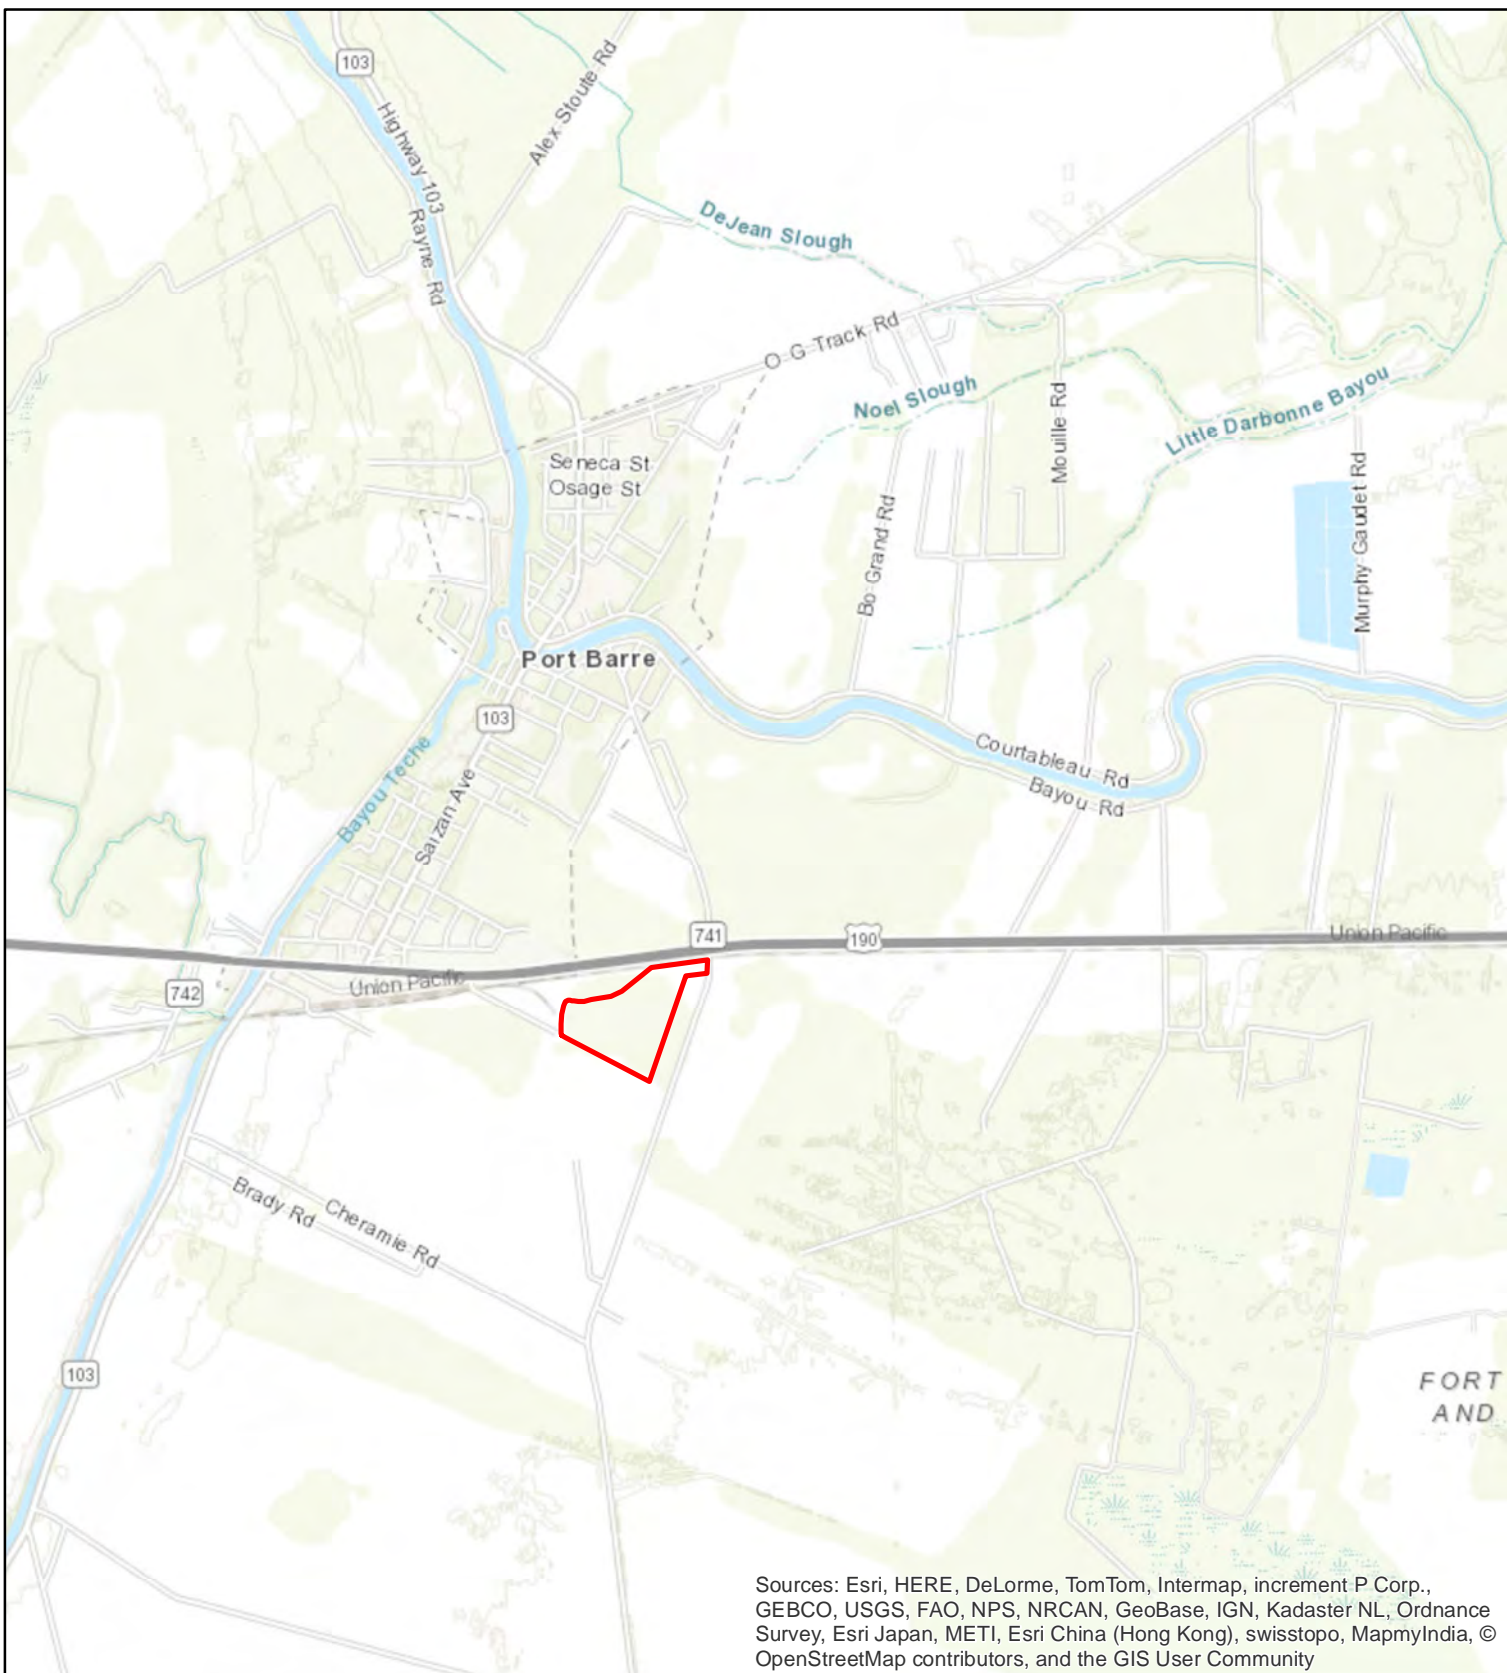 103
Alex Stoute Rd
Highway 103
Rayne Rd
DeJean Slough
O G Track Rd
Noel Slough
Mouille Rd
Little Darbonne Bayou
Seneca St
Osage St
Bo Grand Rd
Murphy Gaudet Rd
Port Barre
103
Courtableau Rd
Bayou Rd
Bayou Teche
Saizan Ave
741
190
Union Pacific
742
Union Pacific
Brady Rd
Cheramie Rd
103
FORT
AND
Sources: Esri, HERE, DeLorme, TomTom, Intermap, increment P Corp.,
GEBCO, USGS, FAO, NPS, NRCAN, GeoBase, IGN, Kadaster NL, Ordnance
Survey, Esri Japan, METI, Esri China (Hong Kong), swisstopo, MapmyIndia, ©
OpenStreetMap contributors, and the GIS User Community